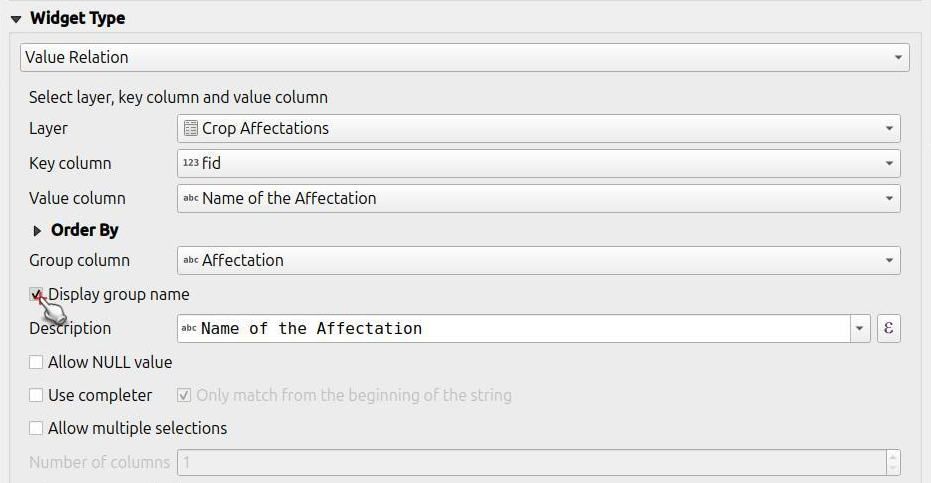 Widget Type
Value Relation
Select layer, key column and value column
Layer Crop Affectations
Key column 123 fid
Value column abc Name of the Affectation
Order By
Group column abc Affectation
Display group name
Description abc Name of the Affectation ε
Allow NULL value
Use completer Only match from the beginning of the string
Allow multiple selections
Number of columns 1